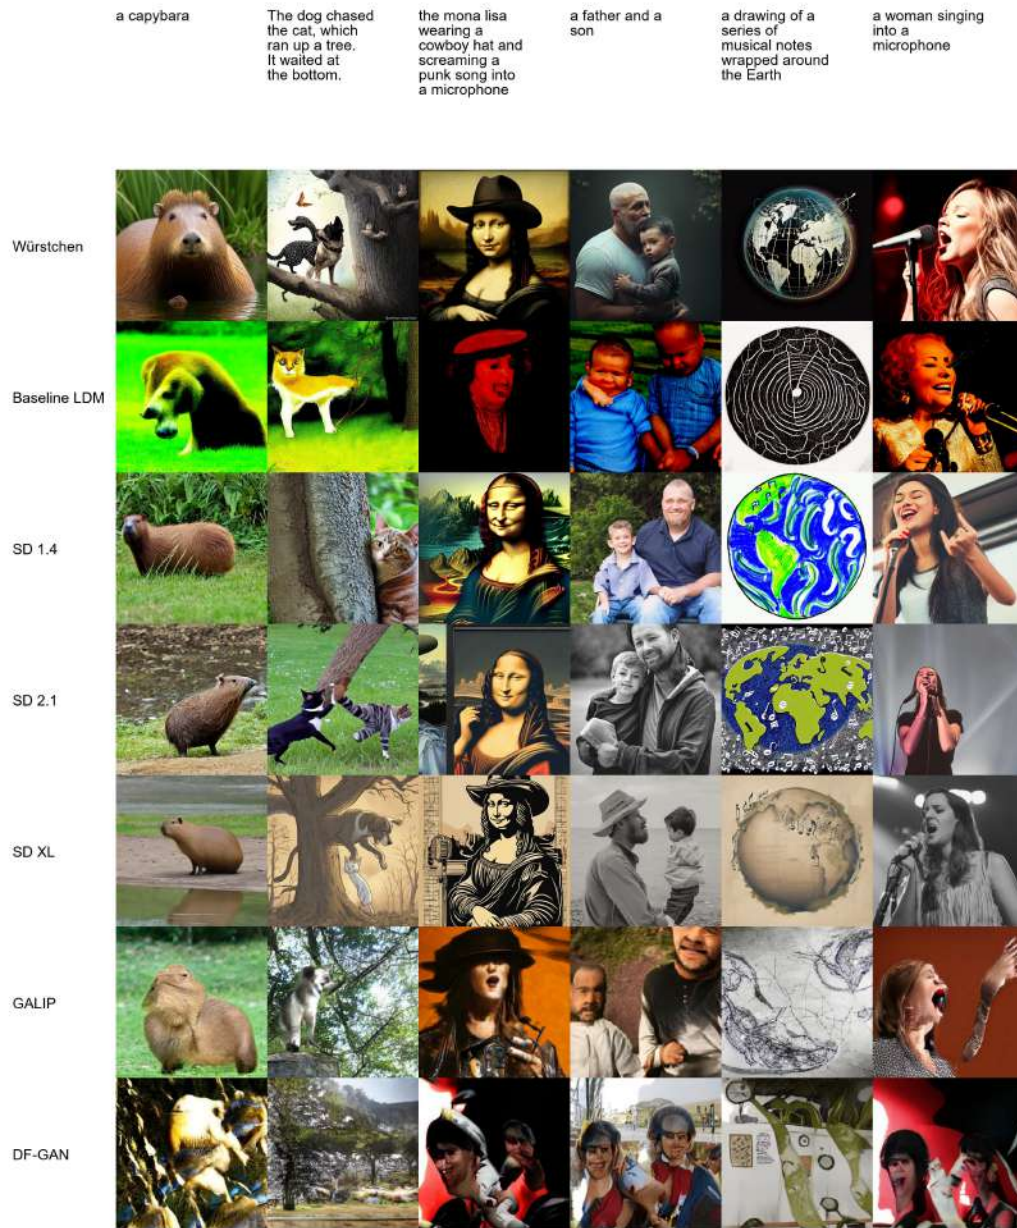 a capybara
The dog chased
the cat, which
ran up a tree.
It waited at
the bottom.
the mona lisa
wearing a
cowboy hat and
screaming a
punk song into
a microphone
a father and a
son
a drawing of a
series of
musical notes
wrapped around
the Earth
a woman singing
into a
microphone
Würstchen
Baseline LDM
SD 1.4
SD 2.1
SD XL
GALIP
DF-GAN